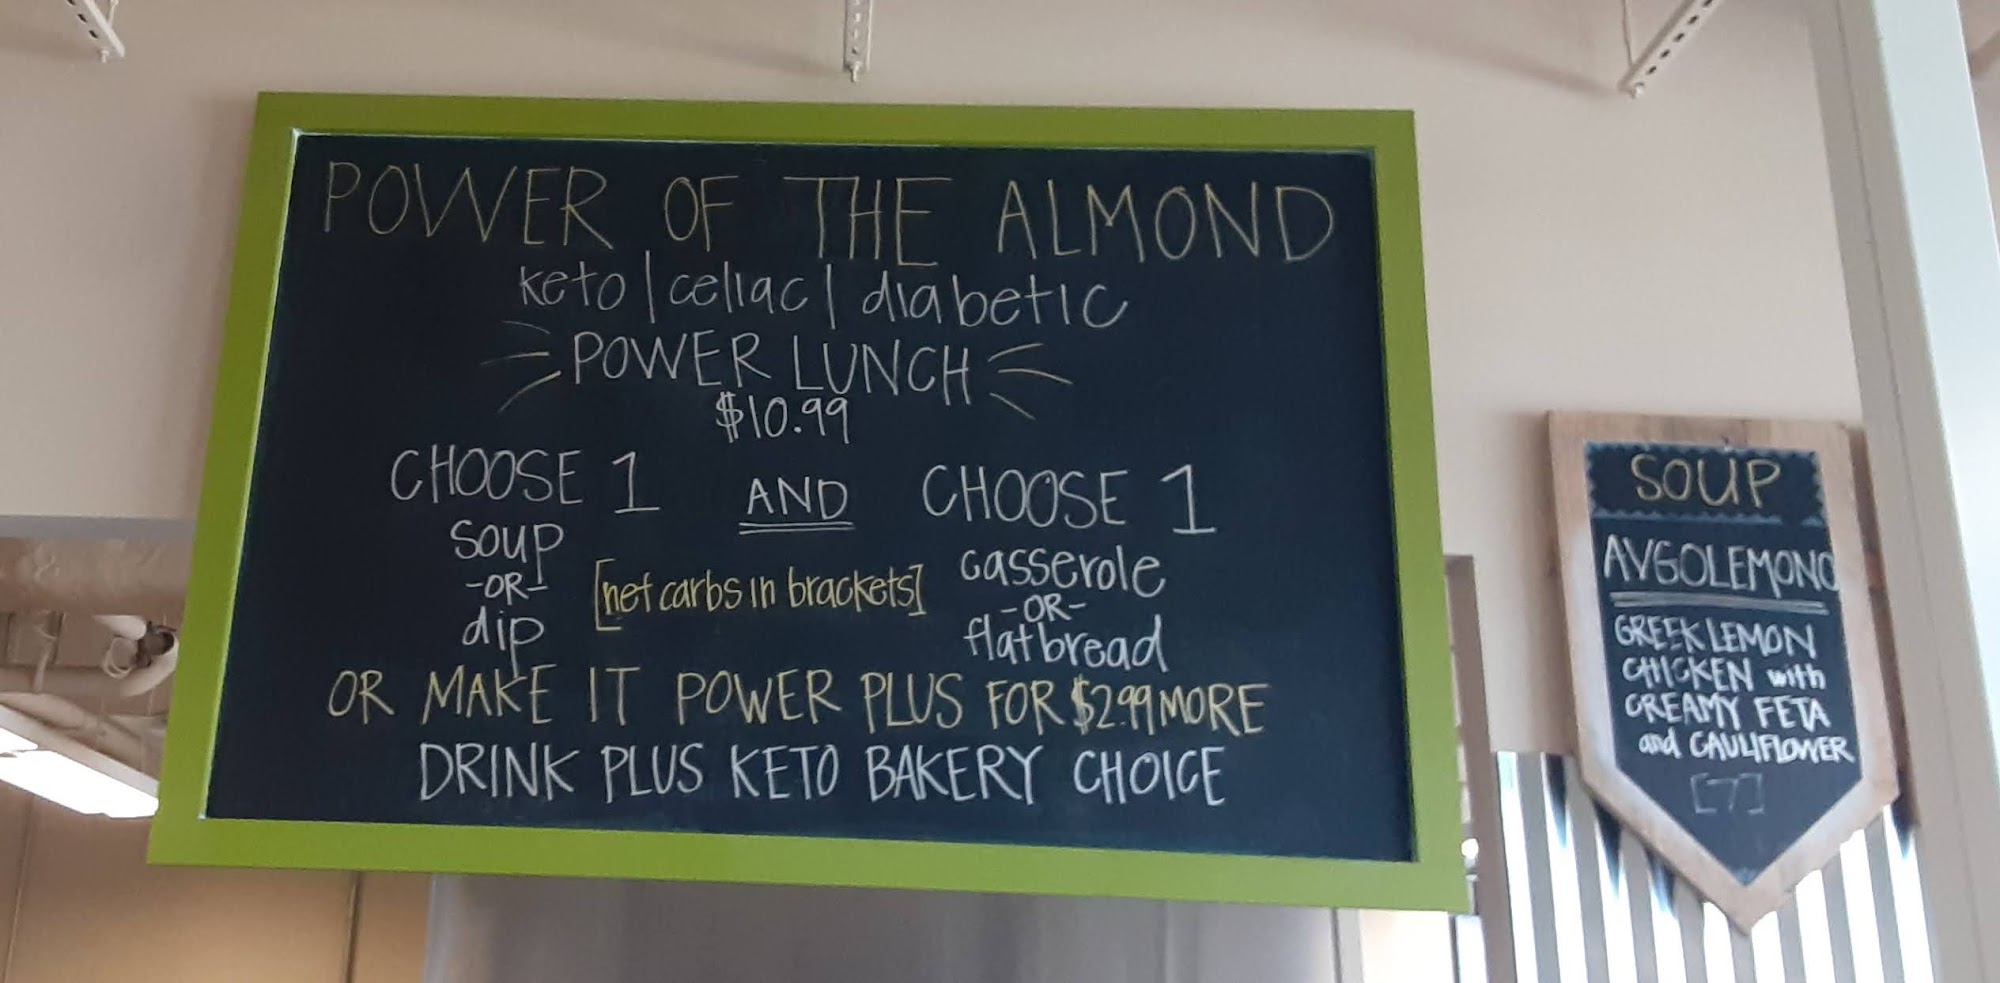 POWER OF THE ALMOND
keto | celiac | diabetic
POWER LUNCH
$10.99
CHOOSE 1 AND CHOOSE 1
soup
-OR-
dip
[net carbs in brackets]
casserole
-OR-
flatbread
OR MAKE IT POWER PLUS FOR $2.99 MORE
DRINK PLUS KETO BAKERY CHOICE
SOUP
AVGOLEMONO
GREEK LEMON
CHICKEN with
CREAMY FETA
and CAULIFLOWER
[7]